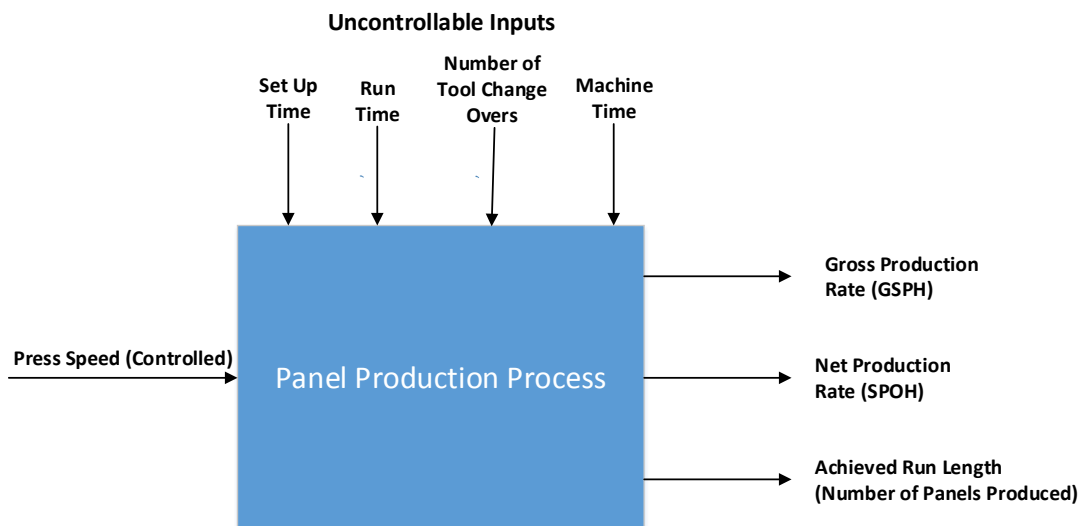 Uncontrollable Inputs
Set Up
Time
Run
Time
Number of
Tool Change
Overs
Machine
Time
Gross Production
Rate (GSPH)
Press Speed (Controlled)
Panel Production Process
Net Production
Rate (SPOH)
Achieved Run Length
(Number of Panels Produced)